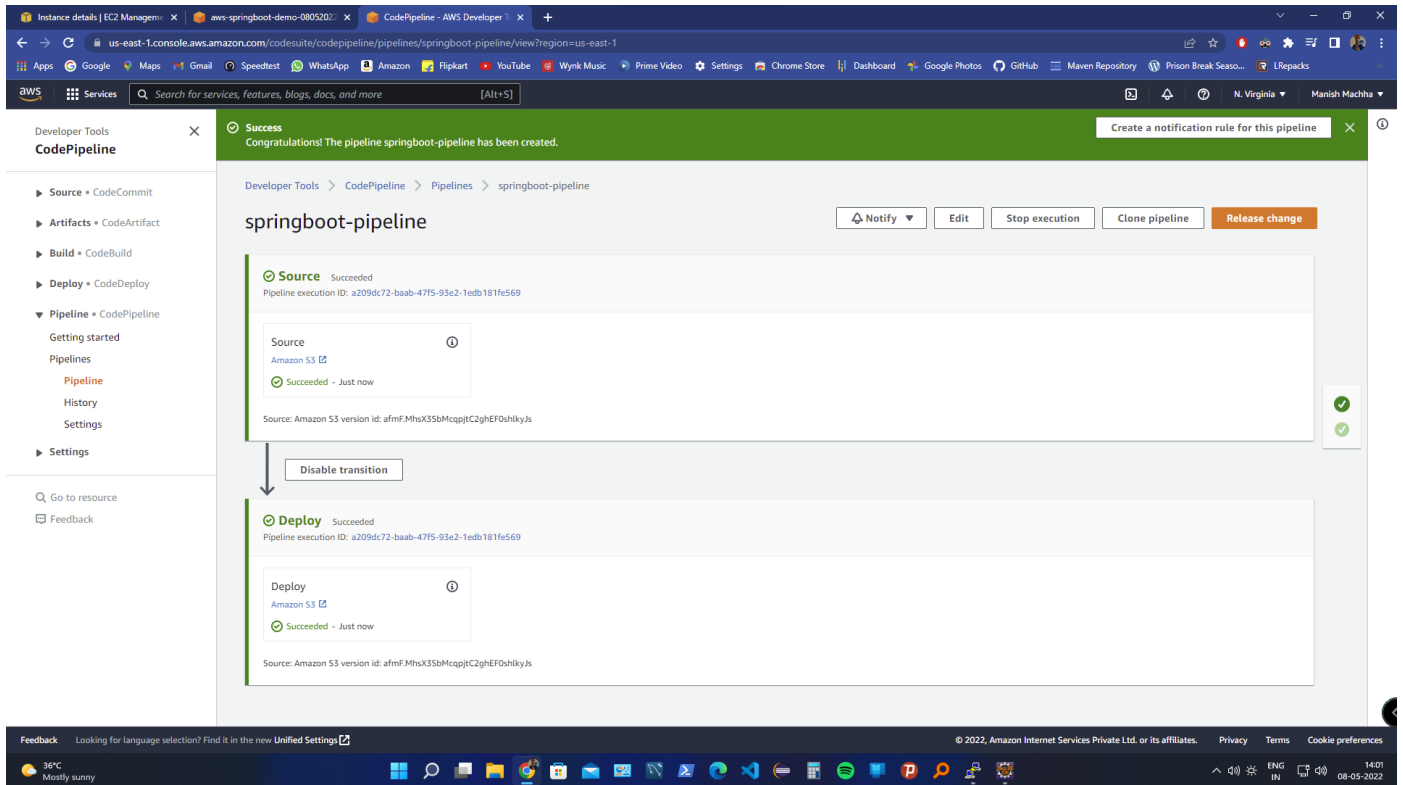 Instance details | EC2 Manageme
aws-springboot-demo-08052022
CodePipeline - AWS Developer T
us-east-1.console.aws.amazon.com/codesuite/codepipeline/pipelines/springboot-pipeline/view?region=us-east-1
Apps Google Maps Gmail Speedtest WhatsApp Amazon Flipkart YouTube Wynk Music Prime Video Settings Chrome Store Dashboard Google Photos GitHub Maven Repository Prison Break Seaso... LRepacks
aws Services Search for services, features, blogs, docs, and more [Alt+S] N. Virginia Manish Machha
Developer Tools
CodePipeline
Source • CodeCommit
Artifacts • CodeArtifact
Build • CodeBuild
Deploy • CodeDeploy
Pipeline • CodePipeline
Getting started
Pipelines
Pipeline
History
Settings
Settings
Go to resource
Feedback
Success
Congratulations! The pipeline springboot-pipeline has been created.
Create a notification rule for this pipeline
Developer Tools > CodePipeline > Pipelines > springboot-pipeline
springboot-pipeline
Notify Edit Stop execution Clone pipeline Release change
Source Succeeded
Pipeline execution ID: a209dc72-baab-47f5-93e2-1edb181fe569
Source
Amazon S3
Succeeded - Just now
Source: Amazon S3 version id: afmF.MhsX3SbMcqpjtC2ghEF0shlkyJs
Disable transition
Deploy Succeeded
Pipeline execution ID: a209dc72-baab-47f5-93e2-1edb181fe569
Deploy
Amazon S3
Succeeded - Just now
Source: Amazon S3 version id: afmF.MhsX3SbMcqpjtC2ghEF0shlkyJs
Feedback Looking for language selection? Find it in the new Unified Settings © 2022, Amazon Internet Services Private Ltd. or its affiliates. Privacy Terms Cookie preferences
36°C
Mostly sunny
ENG
IN
14:01
08-05-2022